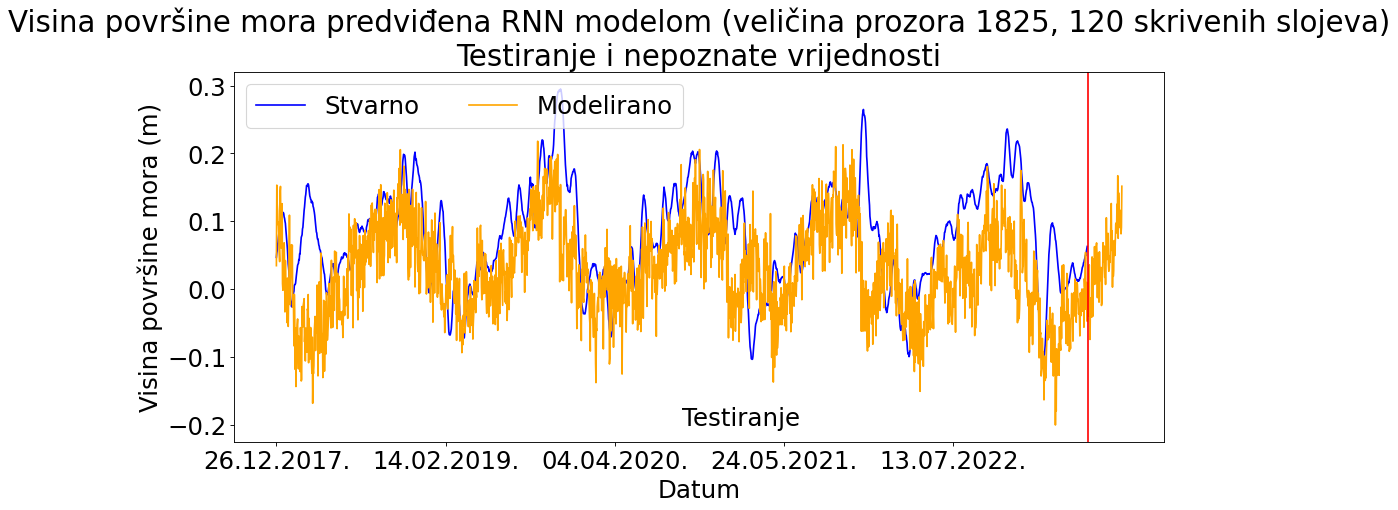 Visina površine mora predviđena RNN modelom (veličina prozora 1825, 120 skrivenih slojeva)
Testiranje i nepoznate vrijednosti
Stvarno Modelirano
0.3
0.2
0.1
0.0
−0.1
−0.2
Visina površine mora (m)
Testiranje
26.12.2017. 14.02.2019. 04.04.2020. 24.05.2021. 13.07.2022.
Datum